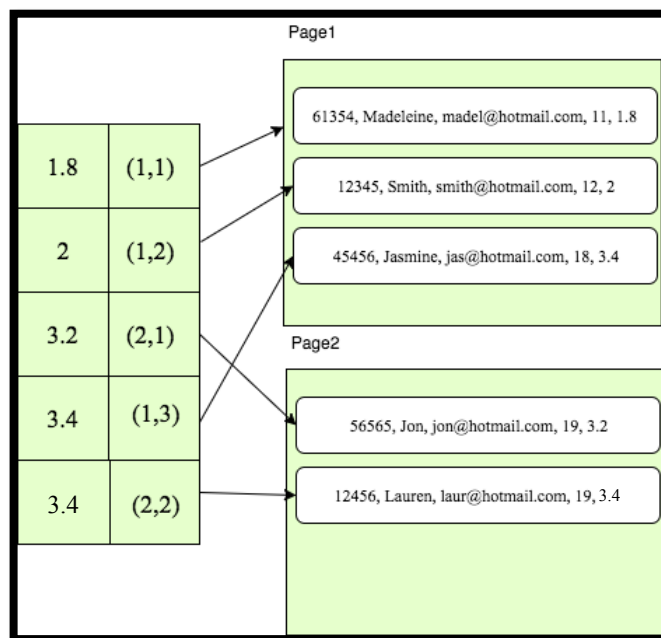 Page1
61354, Madeleine, madel@hotmail.com, 11, 1.8
12345, Smith, smith@hotmail.com, 12, 2
45456, Jasmine, jas@hotmail.com, 18, 3.4
1.8 (1,1)
2 (1,2)
3.2 (2,1)
3.4 (1,3)
3.4 (2,2)
Page2
56565, Jon, jon@hotmail.com, 19, 3.2
12456, Lauren, laur@hotmail.com, 19, 3.4